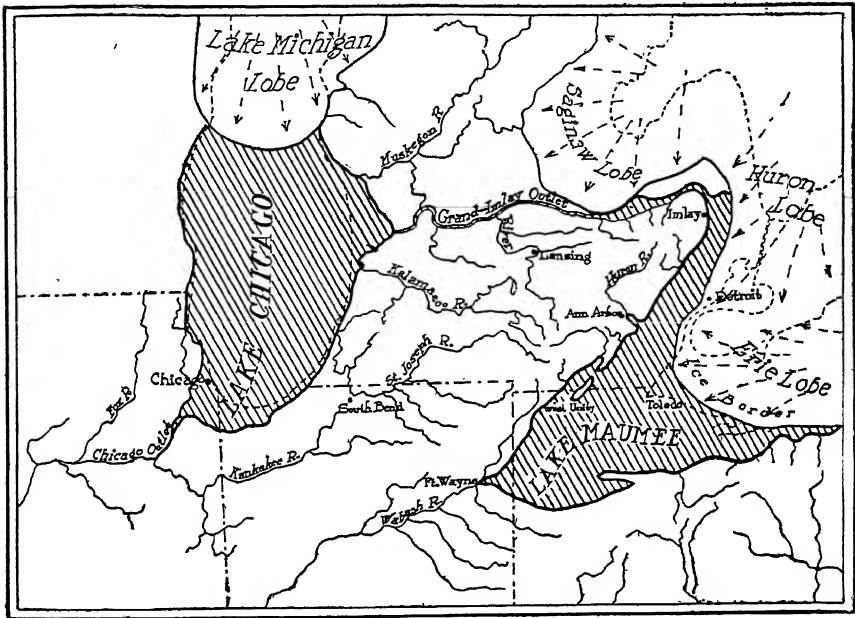 Lake Michigan
Lobe
Saginaw Lobe
Huron
Lobe
Muskegon R.
Grand-Imlay Outlet
River
Imlay
Lansing
Huron R.
LAKE CHICAGO
Kalamazoo R.
Detroit
Ann Arbor
Erie Lobe
Ice Border
St. Joseph R.
Chicago
Fox R.
South Bend
West Unity
Toledo
LAKE MAUMEE
Chicago Outlet
Kankakee R.
Ft. Wayne
Wabash R.